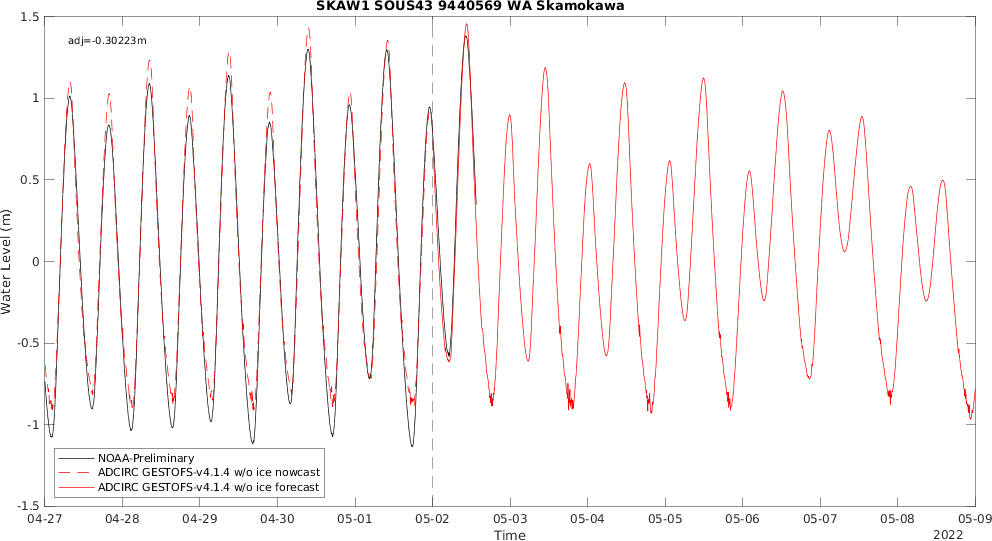 SKAW1 SOUS43 9440569 WA Skamokawa
adj=-0.30223m
1.5
1
0.5
0
-0.5
-1
-1.5
Water Level (m)
NOAA-Preliminary
ADCIRC GESTOFS-v4.1.4 w/o ice nowcast
ADCIRC GESTOFS-v4.1.4 w/o ice forecast
04-27 04-28 04-29 04-30 05-01 05-02 05-03 05-04 05-05 05-06 05-07 05-08 05-09
Time
2022